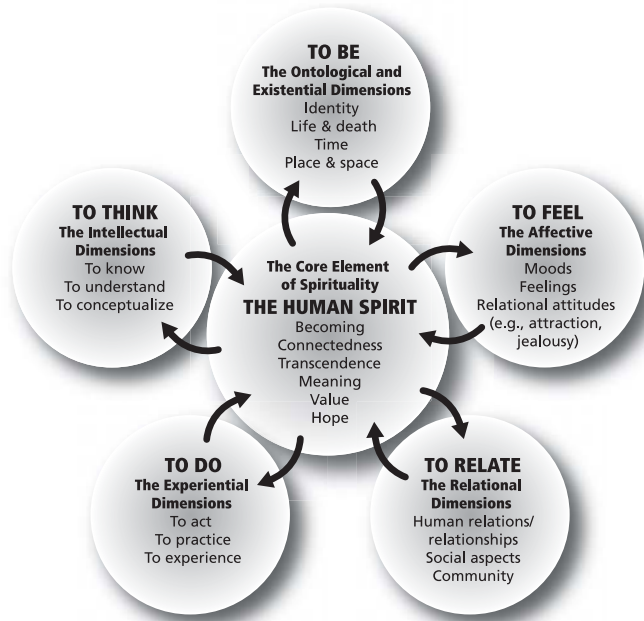 TO BE
The Ontological and
Existential Dimensions
Identity
Life & death
Time
Place & space
TO THINK
The Intellectual
Dimensions
To know
To understand
To conceptualize
The Core Element
of Spirituality
THE HUMAN SPIRIT
Becoming
Connectedness
Transcendence
Meaning
Value
Hope
TO FEEL
The Affective
Dimensions
Moods
Feelings
Relational attitudes
(e.g., attraction,
jealousy)
TO DO
The Experiential
Dimensions
To act
To practice
To experience
TO RELATE
The Relational
Dimensions
Human relations/
relationships
Social aspects
Community